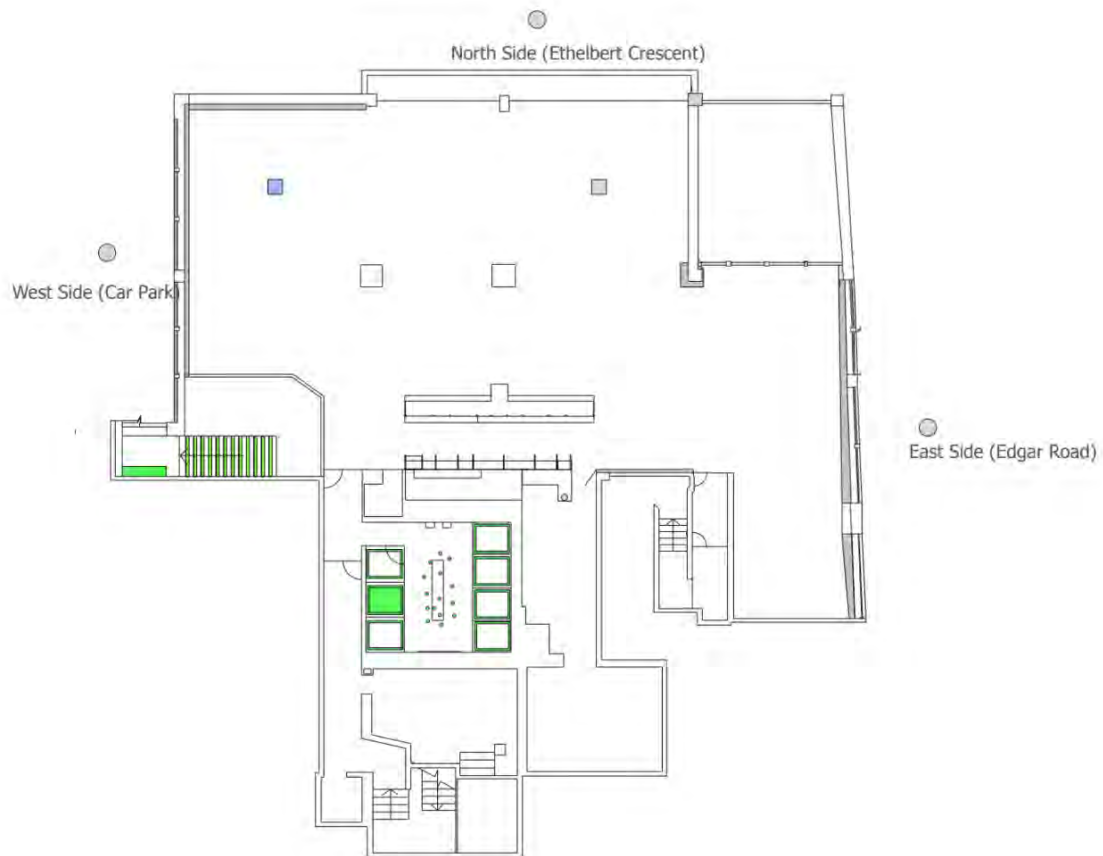 North Side (Ethelbert Crescent)
West Side (Car Park)
East Side (Edgar Road)